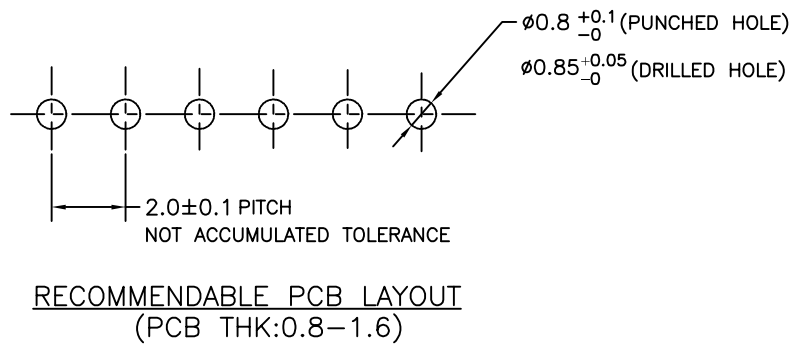 ø0.8 +0.1 -0 (PUNCHED HOLE)
ø0.85 +0.05 -0 (DRILLED HOLE)
2.0±0.1 PITCH
NOT ACCUMULATED TOLERANCE
RECOMMENDABLE PCB LAYOUT
(PCB THK:0.8-1.6)